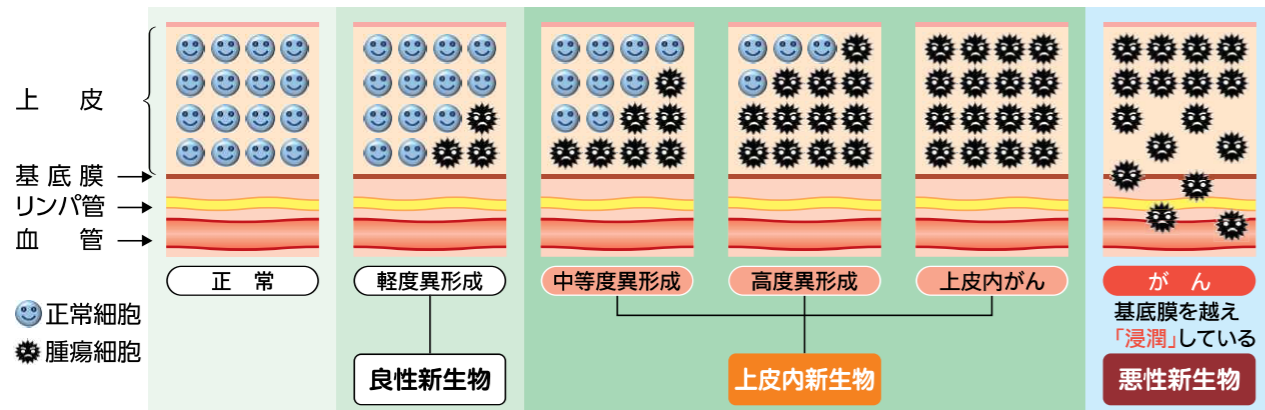 上皮
基底膜
リンパ管
血管
正常
軽度異形成
中等度異形成
高度異形成
上皮内がん
がん
基底膜を越え
「浸潤」している
正常細胞
腫瘍細胞
良性新生物
上皮内新生物
悪性新生物